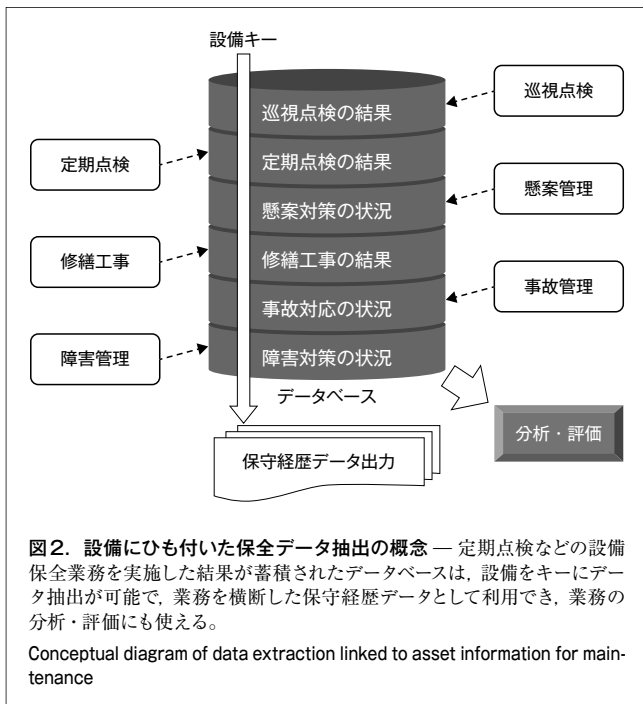 設備キー
巡視点検の結果
巡視点検
定期点検
定期点検の結果
懸案対策の状況
懸案管理
修繕工事
修繕工事の結果
事故対応の状況
事故管理
障害管理
障害対策の状況
データベース
分析・評価
保守経歴データ出力
図2. 設備にひも付いた保全データ抽出の概念 — 定期点検などの設備
保全業務を実施した結果が蓄積されたデータベースは，設備をキーにデー
タ抽出が可能で，業務を横断した保守経歴データとして利用でき，業務の
分析・評価にも使える。
Conceptual diagram of data extraction linked to asset information for main-
tenance